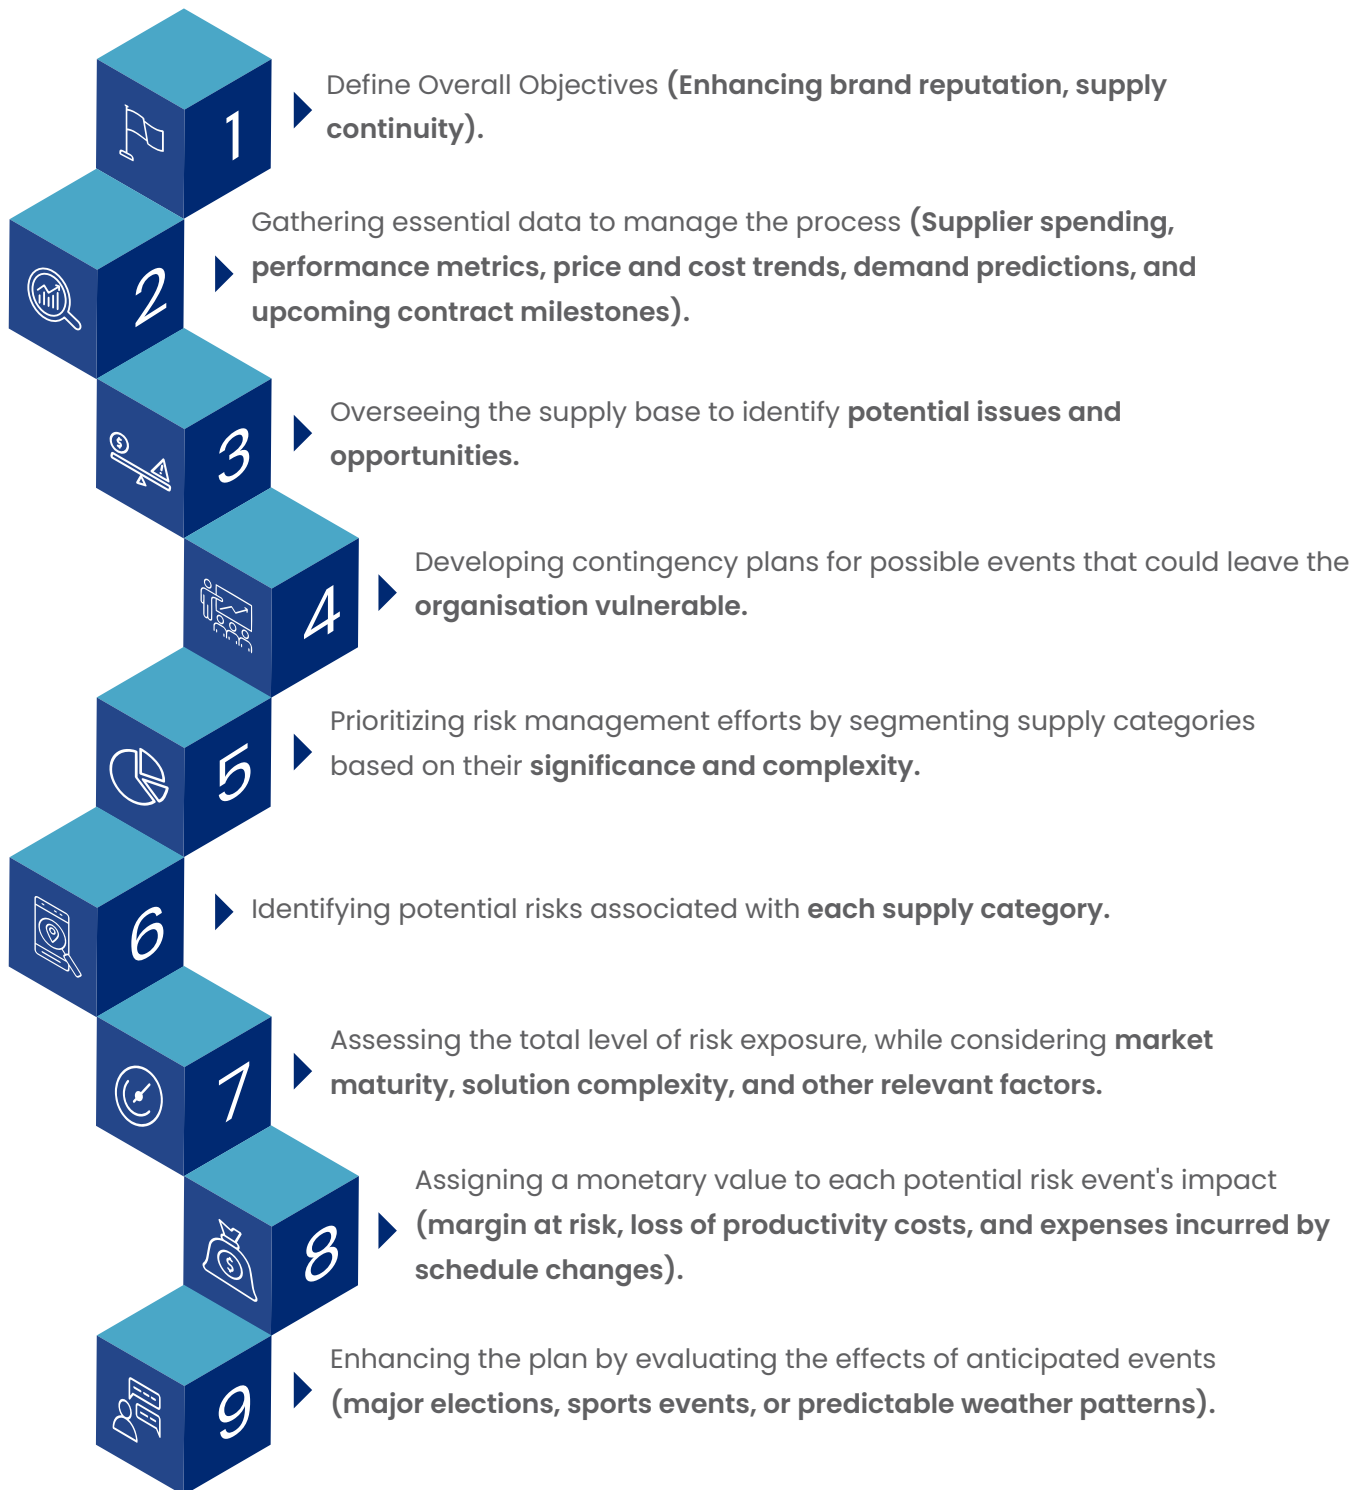 1
Define Overall Objectives (Enhancing brand reputation, supply
continuity).
2
Gathering essential data to manage the process (Supplier spending,
performance metrics, price and cost trends, demand predictions, and
upcoming contract milestones).
3
Overseeing the supply base to identify potential issues and
opportunities.
4
Developing contingency plans for possible events that could leave the
organisation vulnerable.
5
Prioritizing risk management efforts by segmenting supply categories
based on their significance and complexity.
6
Identifying potential risks associated with each supply category.
7
Assessing the total level of risk exposure, while considering market
maturity, solution complexity, and other relevant factors.
8
Assigning a monetary value to each potential risk event's impact
(margin at risk, loss of productivity costs, and expenses incurred by
schedule changes).
9
Enhancing the plan by evaluating the effects of anticipated events
(major elections, sports events, or predictable weather patterns).